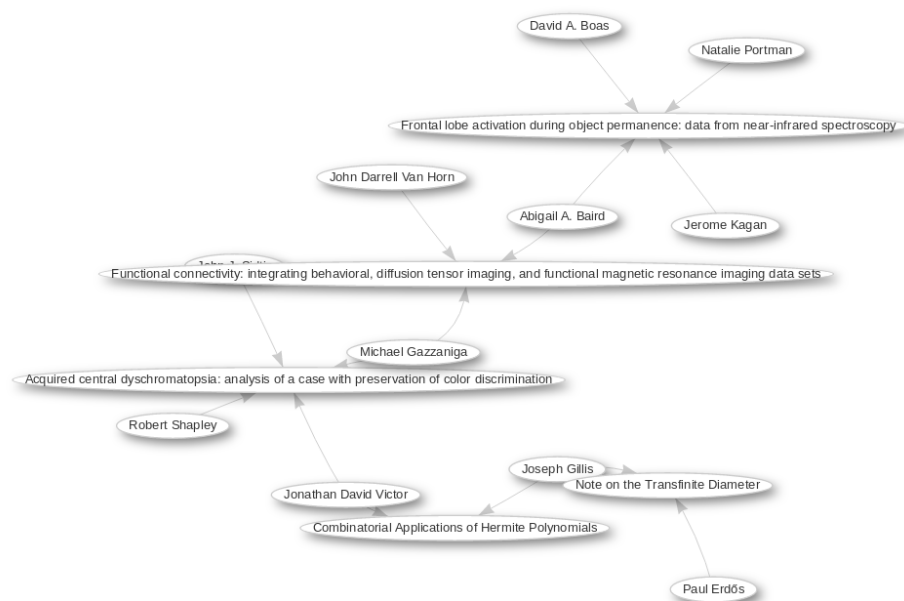 David A. Boas
Natalie Portman
Frontal lobe activation during object permanence: data from near-infrared spectroscopy
John Darrell Van Horn
Abigail A. Baird
Jerome Kagan
John J.
Functional connectivity: integrating behavioral, diffusion tensor imaging, and functional magnetic resonance imaging data sets
Michael Gazzaniga
Acquired central dyschromatopsia: analysis of a case with preservation of color discrimination
Robert Shapley
Joseph Gillis
Note on the Transfinite Diameter
Jonathan David Victor
Combinatorial Applications of Hermite Polynomials
Paul Erdős